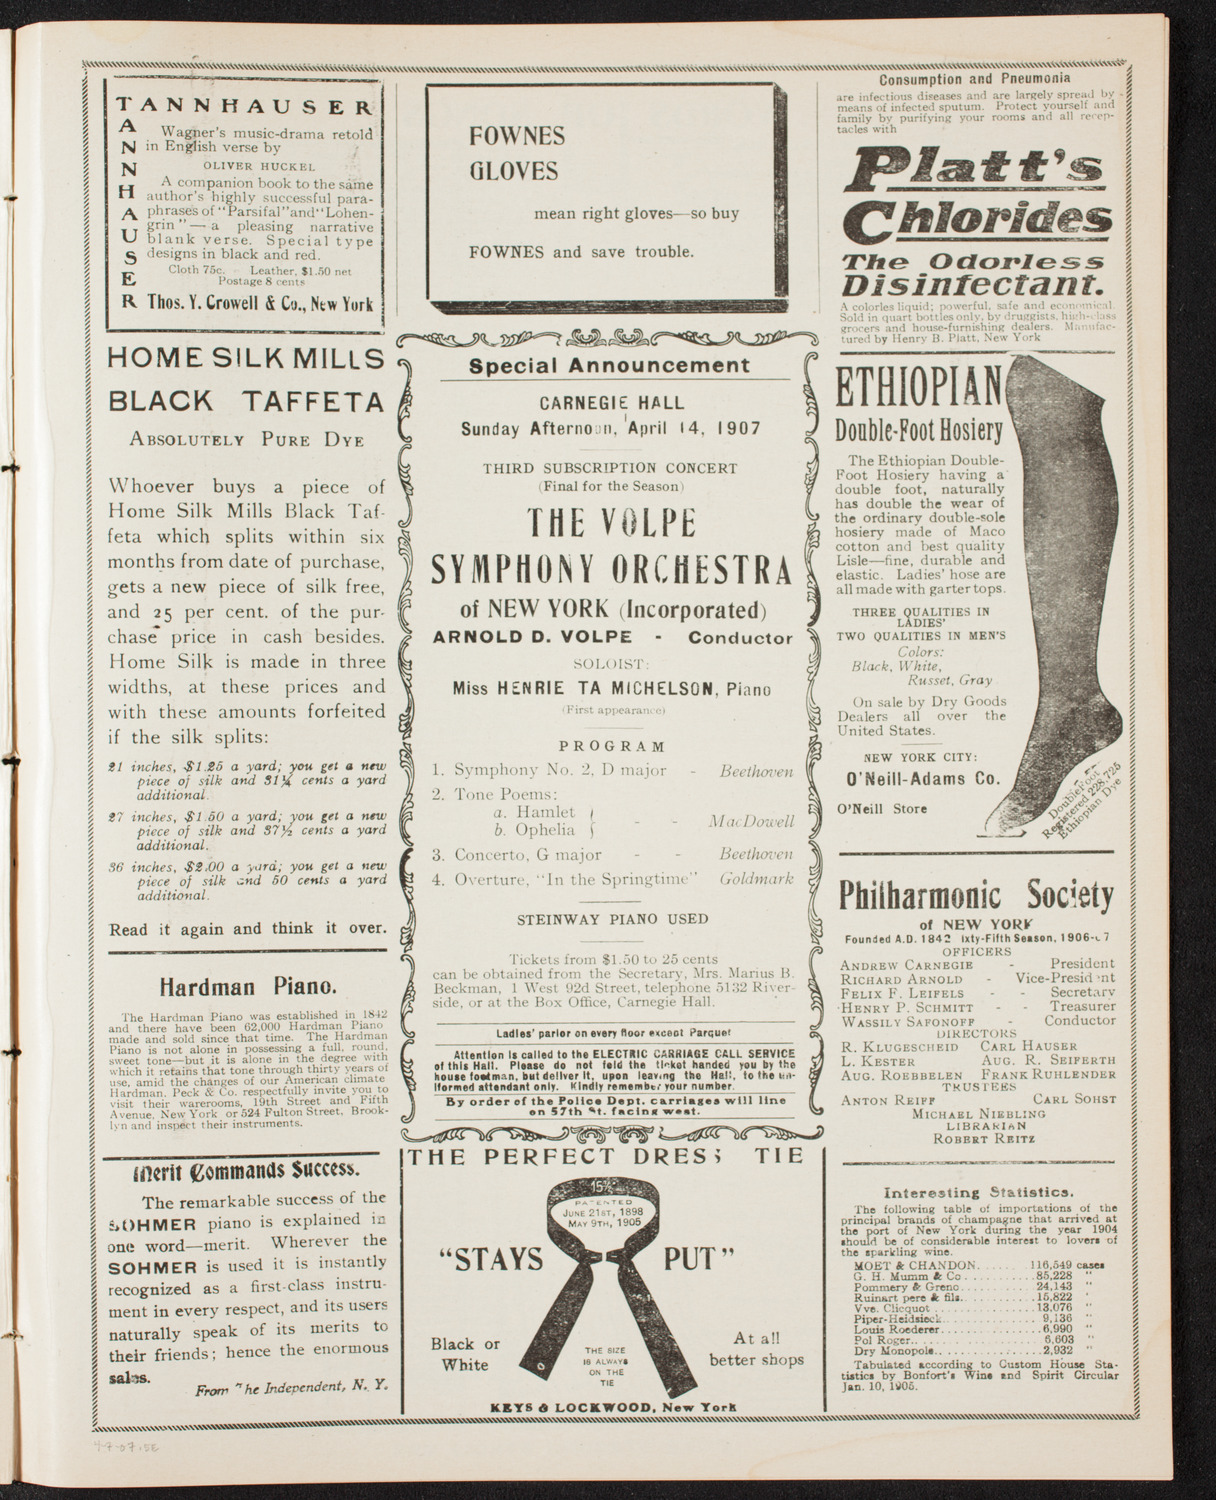 TANNHAUSER
TANNHAUSER
Wagner's music-drama retold
in English verse by
OLIVER HUCKEL
A companion book to the same
author's highly successful para-
phrases of "Parsifal" and "Lohen-
grin"—a pleasing narrative
blank verse. Special type
designs in black and red.
Cloth 75c. Leather, $1.50 net
Postage 8 cents
Thos. Y. Crowell & Co., New York
HOME SILK MILLS
BLACK TAFFETA
ABSOLUTELY PURE DYE
Whoever buys a piece of
Home Silk Mills Black Taf-
feta which splits within six
months from date of purchase,
gets a new piece of silk free,
and 25 per cent. of the pur-
chase price in cash besides.
Home Silk is made in three
widths, at these prices and
with these amounts forfeited
if the silk splits:
21 inches, $1.25 a yard; you get a new
piece of silk and 31¼ cents a yard
additional.
27 inches, $1.50 a yard; you get a new
piece of silk and 37½ cents a yard
additional.
36 inches, $2.00 a yard; you get a new
piece of silk and 50 cents a yard
additional.
Read it again and think it over.
Hardman Piano.
The Hardman Piano was established in 1842
and there have been 62,000 Hardman Piano
made and sold since that time. The Hardman
Piano is not alone in possessing a full, round,
sweet tone—but it is alone in the degree with
which it retains that tone through thirty years of
use, amid the changes of our American climate
Hardman, Peck & Co. respectfully invite you to
visit their warerooms, 19th Street and Fifth
Avenue, New York or 524 Fulton Street, Brook-
lyn and inspect their instruments.
Merit Commands Success.
The remarkable success of the
SOHMER piano is explained in
one word—merit. Wherever the
SOHMER is used it is instantly
recognized as a first-class instru-
ment in every respect, and its users
naturally speak of its merits to
their friends; hence the enormous
sales.
From The Independent, N. Y.
FOWNES
GLOVES
mean right gloves—so buy
FOWNES and save trouble.
Special Announcement
CARNEGIE HALL
Sunday Afternoon, April 14, 1907
THIRD SUBSCRIPTION CONCERT
(Final for the Season)
THE VOLPE
SYMPHONY ORCHESTRA
of NEW YORK (Incorporated)
ARNOLD D. VOLPE - Conductor
SOLOIST:
Miss HENRIE TA MICHELSON, Piano
(First appearance)
PROGRAM
1. Symphony No. 2, D major - Beethoven
2. Tone Poems:
a. Hamlet
b. Ophelia } - - MacDowell
3. Concerto, G major - - Beethoven
4. Overture, "In the Springtime" Goldmark
STEINWAY PIANO USED
Tickets from $1.50 to 25 cents
can be obtained from the Secretary, Mrs. Marius B.
Beckman, 1 West 92d Street, telephone 5132 River-
side, or at the Box Office, Carnegie Hall.
Ladies' parlor on every floor except Parquet
Attention is called to the ELECTRIC CARRIAGE CALL SERVICE
of this Hall. Please do not fold the ticket handed you by the
house footman, but deliver it, upon leaving the Hall, to the un-
iformed attendant only. Kindly remember your number.
By order of the Police Dept. carriages will line
on 57th St. facing west.
THE PERFECT DRESS TIE
15½
PATENTED
JUNE 21ST, 1898
MAY 9TH, 1905
"STAYS PUT"
Black or
White
THE SIZE
IS ALWAYS
ON THE
TIE
At all
better shops
KEYS & LOCKWOOD, New York
Consumption and Pneumonia
are infectious diseases and are largely spread by
means of infected sputum. Protect yourself and
family by purifying your rooms and all recep-
tacles with
Platt's
Chlorides
The Odorless
Disinfectant.
A colorles liquid; powerful, safe and economical.
Sold in quart bottles only, by druggists, high-class
grocers and house-furnishing dealers. Manufac-
tured by Henry B. Platt, New York
ETHIOPIAN
Double-Foot Hosiery
The Ethiopian Double-
Foot Hosiery having a
double foot, naturally
has double the wear of
the ordinary double-sole
hosiery made of Maco
cotton and best quality
Lisle—fine, durable and
elastic. Ladies' hose are
all made with garter tops.
THREE QUALITIES IN
LADIES'
TWO QUALITIES IN MEN'S
Colors:
Black, White,
Russet, Gray
On sale by Dry Goods
Dealers all over the
United States.
NEW YORK CITY:
O'Neill-Adams Co.
O'Neill Store
Double Foot
Registered 228,725
Ethiopian Dye
Philharmonic Society
of NEW YORK
Founded A.D. 1842 ixty-Fifth Season, 1906-07
OFFICERS
ANDREW CARNEGIE - President
RICHARD ARNOLD - Vice-President
FELIX F. LEIFELS - - Secretary
HENRY P. SCHMITT - - Treasurer
WASSILY SAFONOFF - Conductor
DIRECTORS
R. KLUGESCHEID CARL HAUSER
L. KESTER AUG. R. SEIFERTH
AUG. ROEBBELEN FRANK RUHLENDER
TRUSTEES
ANTON REIFF CARL SOHST
MICHAEL NIEBLING
LIBRARIAN
ROBERT REITZ
Interesting Statistics.
The following table of importations of the
principal brands of champagne that arrived at
the port of New York during the year 1904
should be of considerable interest to lovers of
the sparkling wine.
MOET & CHANDON......116,549 cases
G. H. Mumm & Co...........85,228 "
Pommery & Greno............24,143 "
Ruinart pere & fils............15,822 "
Vve. Clicquot................13,076 "
Piper-Heidsieck...............9,136 "
Louis Roederer................6,990 "
Pol Roger.....................6,603 "
Dry Monopole..................2,932 "
Tabulated according to Custom House Sta-
tistics by Bonfort's Wine and Spirit Circular
Jan. 10, 1905.
4-7-07.5E